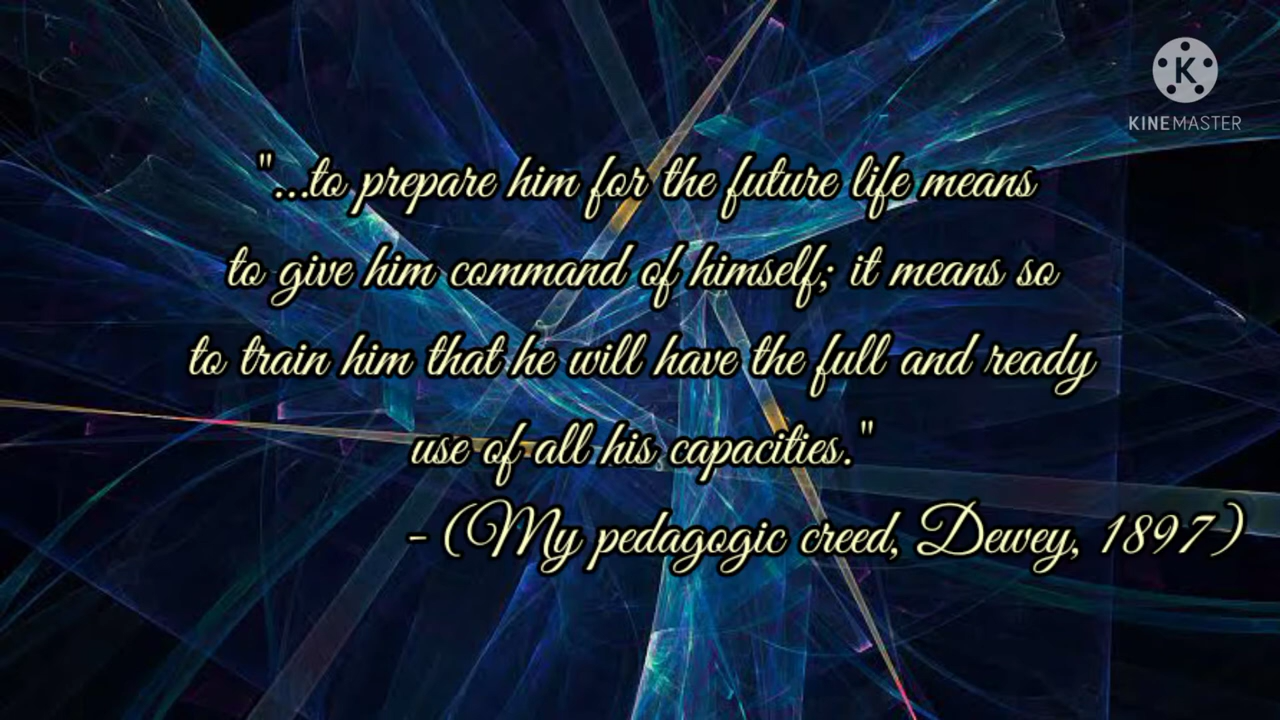 KINEMASTER
"...to prepare him for the future life means
to give him command of himself; it means so
to train him that he will have the full and ready
use of all his capacities."
- (My pedagogic creed, Dewey, 1897)